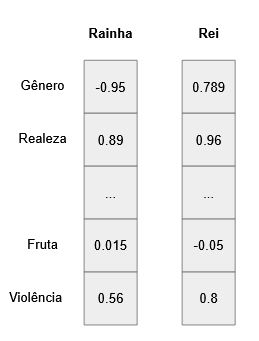 Rainha Rei
Gênero -0.95 0.789
Realeza 0.89 0.96
... ...
Fruta 0.015 -0.05
Violência 0.56 0.8